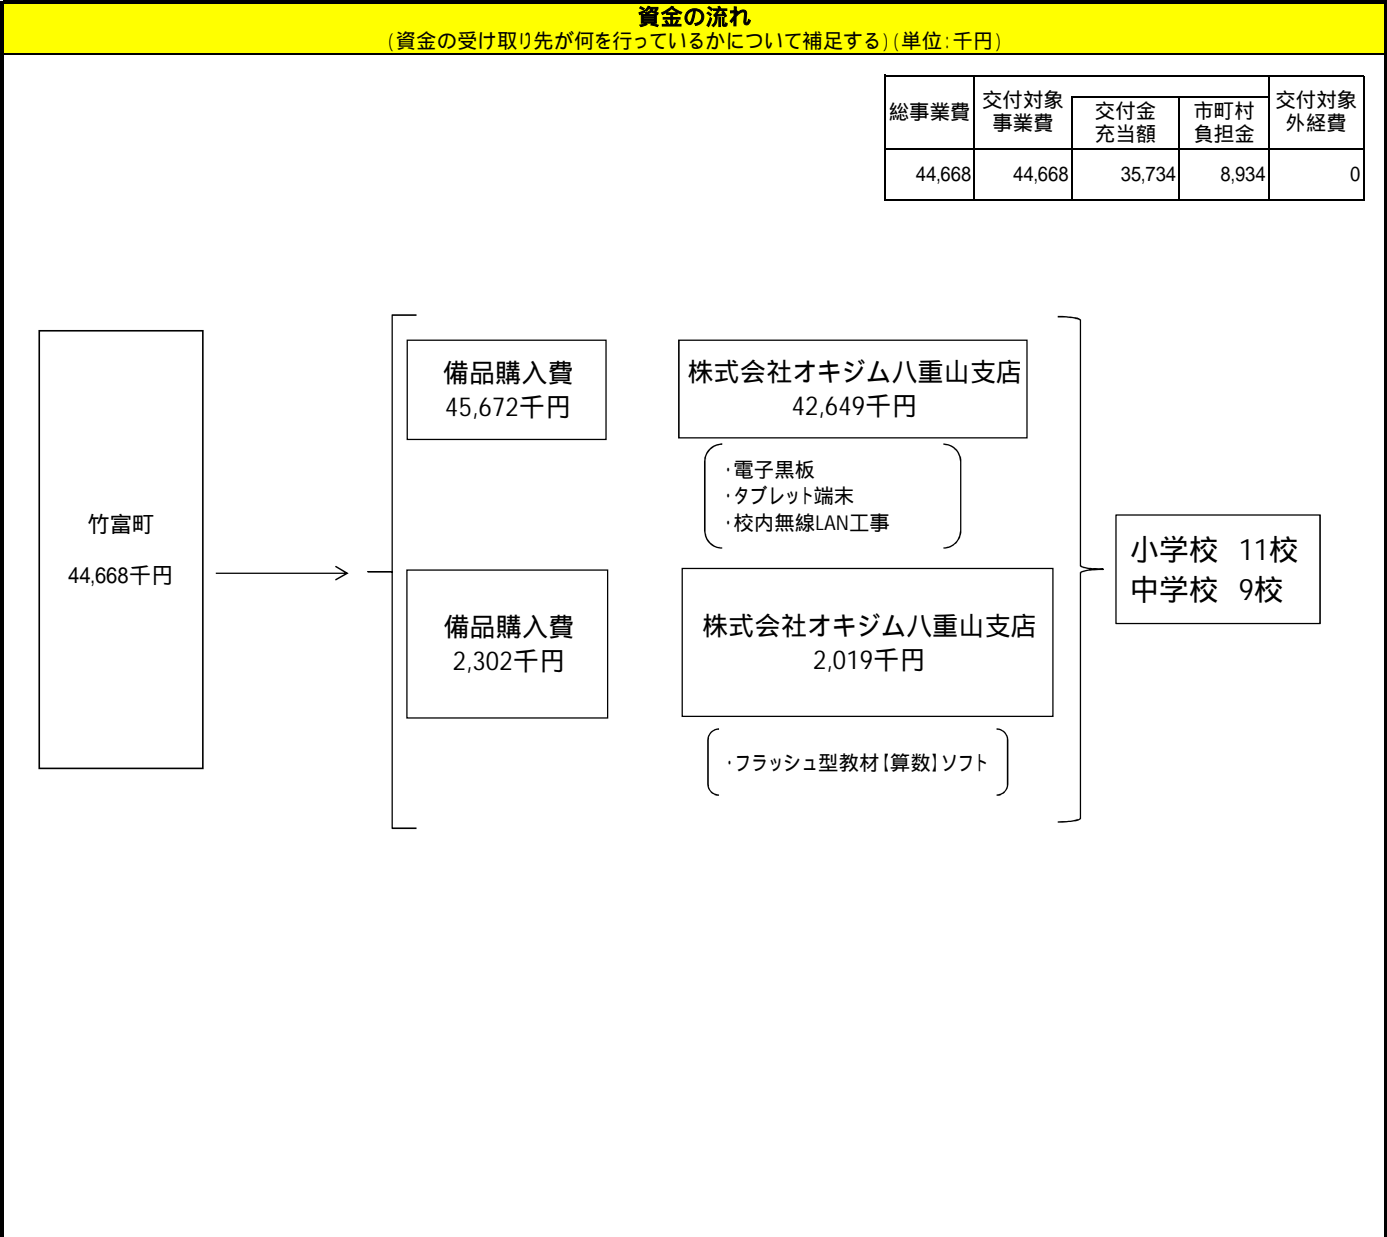 資金の流れ
(資金の受け取り先が何を行っているかについて補足する)(単位:千円)
総事業費
交付対象
事業費
交付金
充当額
市町村
負担金
交付対象
外経費
44,668 44,668 35,734 8,934 0
竹富町
44,668千円
備品購入費
45,672千円
株式会社オキジム八重山支店
42,649千円
・電子黒板
・タブレット端末
・校内無線LAN工事
備品購入費
2,302千円
株式会社オキジム八重山支店
2,019千円
・フラッシュ型教材【算数】ソフト
小学校 11校
中学校 9校